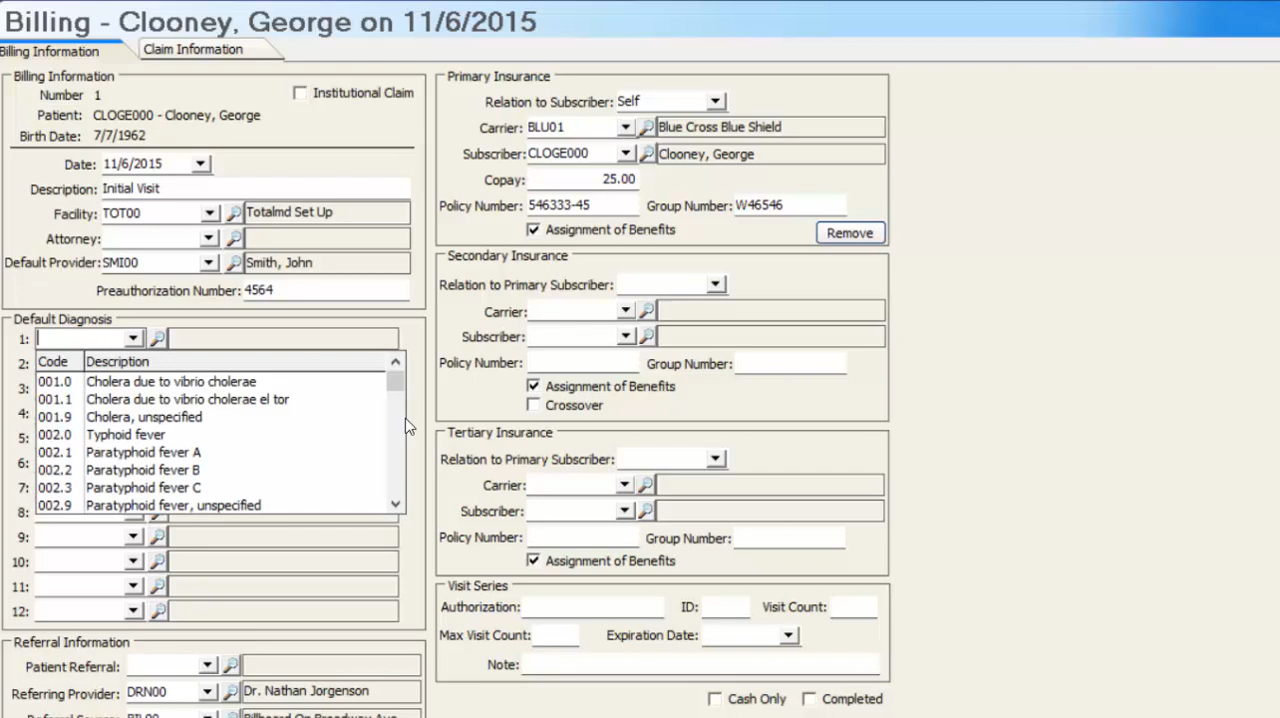 Billing - Clooney, George on 11/6/2015
Billing Information
Claim Information
Billing Information
Number 1
Institutional Claim
Patient: CLOGE000 - Clooney, George
Birth Date: 7/7/1962
Date: 11/6/2015
Description: Initial Visit
Facility: TOT00 Totalmd Set Up
Attorney:
Default Provider: SMI00 Smith, John
Preauthorization Number: 4564
Default Diagnosis
1:
2:
3:
4:
5:
6:
7:
8:
9:
10:
11:
12:
Code Description
001.0 Cholera due to vibrio cholerae
001.1 Cholera due to vibrio cholerae el tor
001.9 Cholera, unspecified
002.0 Typhoid fever
002.1 Paratyphoid fever A
002.2 Paratyphoid fever B
002.3 Paratyphoid fever C
002.9 Paratyphoid fever, unspecified
Referral Information
Patient Referral:
Referring Provider: DRN00 Dr. Nathan Jorgenson
Referral Source: BIL00 Billboard On Broadway Ave
Primary Insurance
Relation to Subscriber: Self
Carrier: BLU01 Blue Cross Blue Shield
Subscriber: CLOGE000 Clooney, George
Copay: 25.00
Policy Number: 546333-45 Group Number: W46546
Assignment of Benefits
Remove
Secondary Insurance
Relation to Primary Subscriber:
Carrier:
Subscriber:
Policy Number: Group Number:
Assignment of Benefits
Crossover
Tertiary Insurance
Relation to Primary Subscriber:
Carrier:
Subscriber:
Policy Number: Group Number:
Assignment of Benefits
Visit Series
Authorization: ID: Visit Count:
Max Visit Count: Expiration Date:
Note:
Cash Only Completed